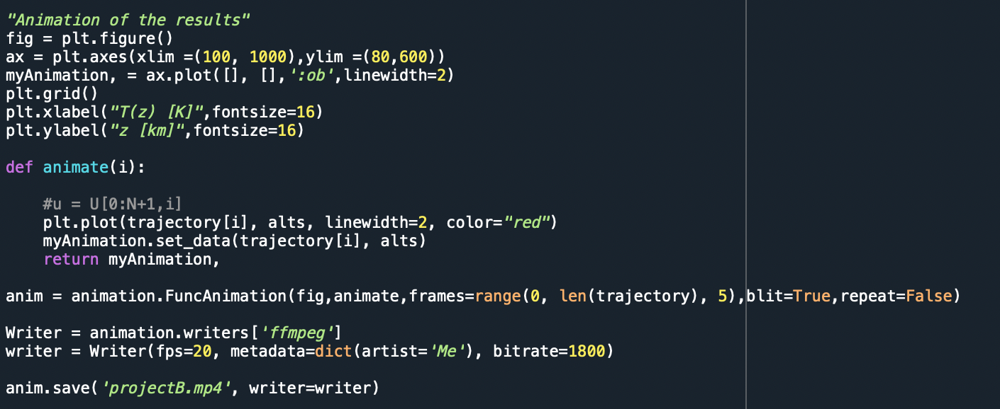 "Animation of the results"
fig = plt.figure()
ax = plt.axes(xlim =(100, 1000),ylim =(80,600))
myAnimation, = ax.plot([], [],':ob',linewidth=2)
plt.grid()
plt.xlabel("T(z) [K]",fontsize=16)
plt.ylabel("z [km]",fontsize=16)
def animate(i):
    #u = U[0:N+1,i]
    plt.plot(trajectory[i], alts, linewidth=2, color="red")
    myAnimation.set_data(trajectory[i], alts)
    return myAnimation,
anim = animation.FuncAnimation(fig,animate,frames=range(0, len(trajectory), 5),blit=True,repeat=False)
Writer = animation.writers['ffmpeg']
writer = Writer(fps=20, metadata=dict(artist='Me'), bitrate=1800)
anim.save('projectB.mp4', writer=writer)